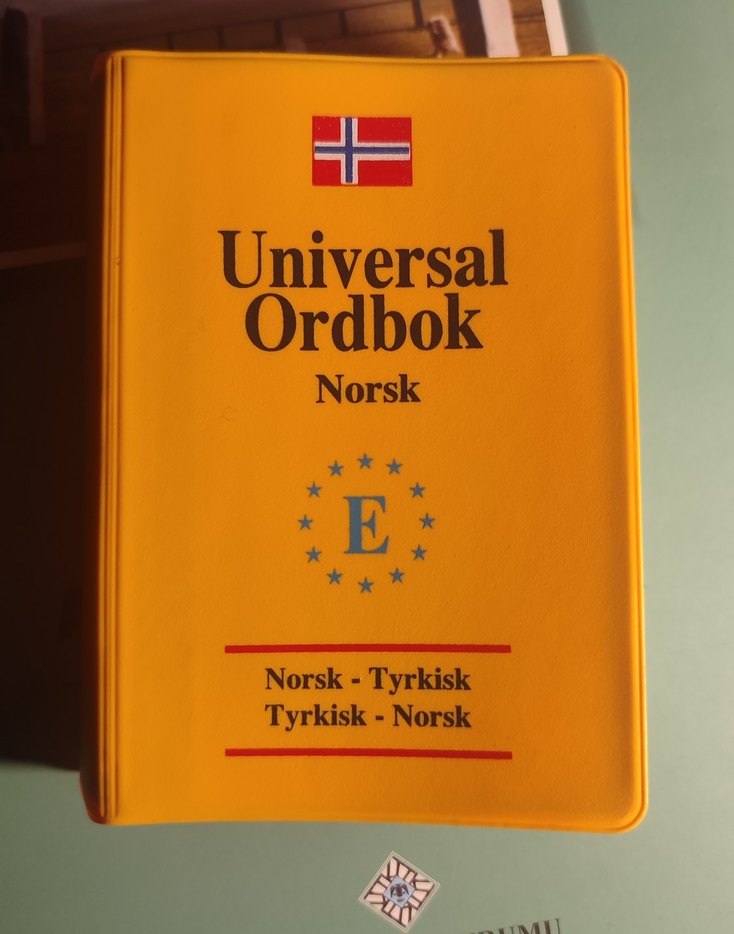 Universal
Ordbok
Norsk
E
Norsk - Tyrkisk
Tyrkisk - Norsk